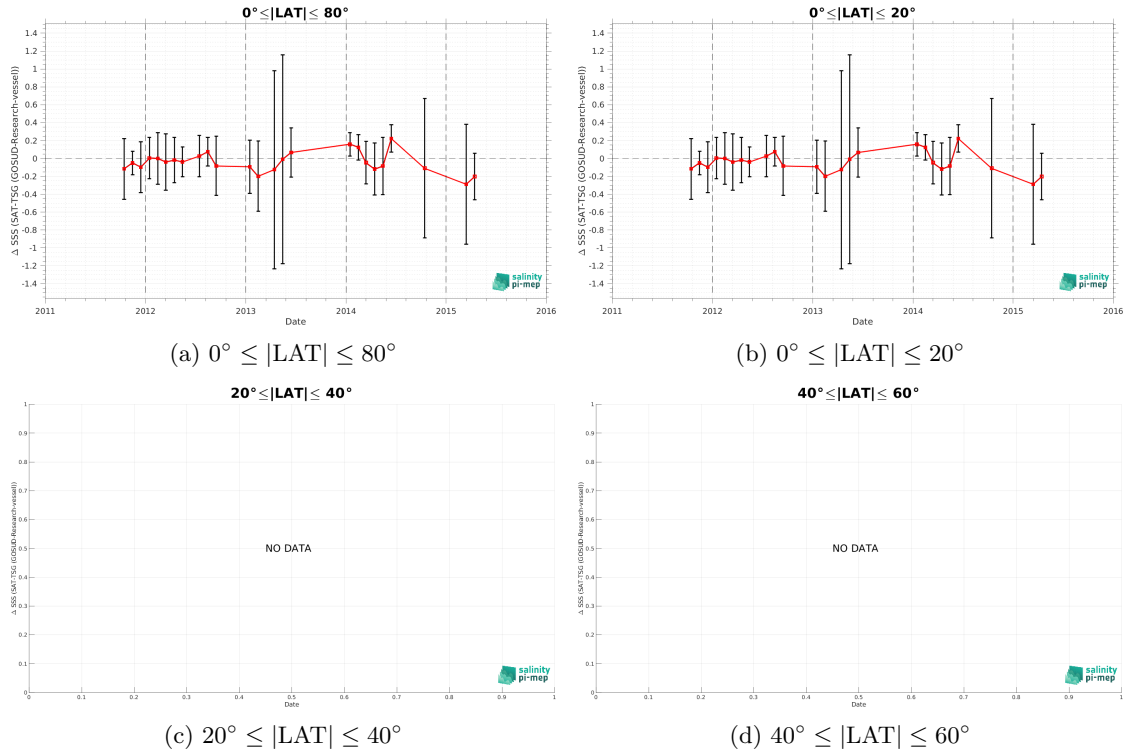 0°≤|LAT|≤ 80°
Δ SSS (SAT-TSG (GOSUD-Research-vessel))
1.4
1.2
1
0.8
0.6
0.4
0.2
0
-0.2
-0.4
-0.6
-0.8
-1
-1.2
-1.4
2011 2012 2013 2014 2015 2016
Date
salinity
pi-mep
(a) 0° ≤ |LAT| ≤ 80°
0°≤|LAT|≤ 20°
Δ SSS (SAT-TSG (GOSUD-Research-vessel))
1.4
1.2
1
0.8
0.6
0.4
0.2
0
-0.2
-0.4
-0.6
-0.8
-1
-1.2
-1.4
2011 2012 2013 2014 2015 2016
Date
salinity
pi-mep
(b) 0° ≤ |LAT| ≤ 20°
20°≤|LAT|≤ 40°
Δ SSS (SAT-TSG (GOSUD-Research-vessel))
1
0.9
0.8
0.7
0.6
0.5
0.4
0.3
0.2
0.1
0
NO DATA
0 0.1 0.2 0.3 0.4 0.5 0.6 0.7 0.8 0.9 1
Date
salinity
pi-mep
(c) 20° ≤ |LAT| ≤ 40°
40°≤|LAT|≤ 60°
Δ SSS (SAT-TSG (GOSUD-Research-vessel))
1
0.9
0.8
0.7
0.6
0.5
0.4
0.3
0.2
0.1
0
NO DATA
0 0.1 0.2 0.3 0.4 0.5 0.6 0.7 0.8 0.9 1
Date
salinity
pi-mep
(d) 40° ≤ |LAT| ≤ 60°